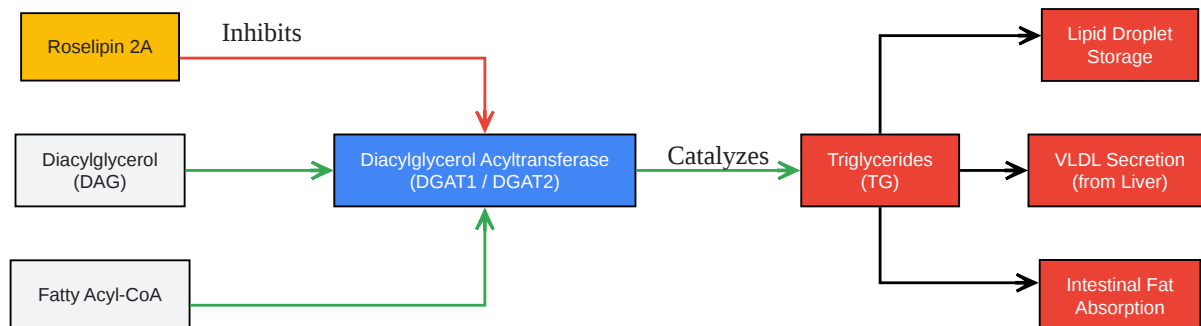 Roselipin 2A
Inhibits
Lipid Droplet
Storage
Diacylglycerol
(DAG)
Diacylglycerol Acyltransferase
(DGAT1 / DGAT2)
Catalyzes
Triglycerides
(TG)
VLDL Secretion
(from Liver)
Fatty Acyl-CoA
Intestinal Fat
Absorption